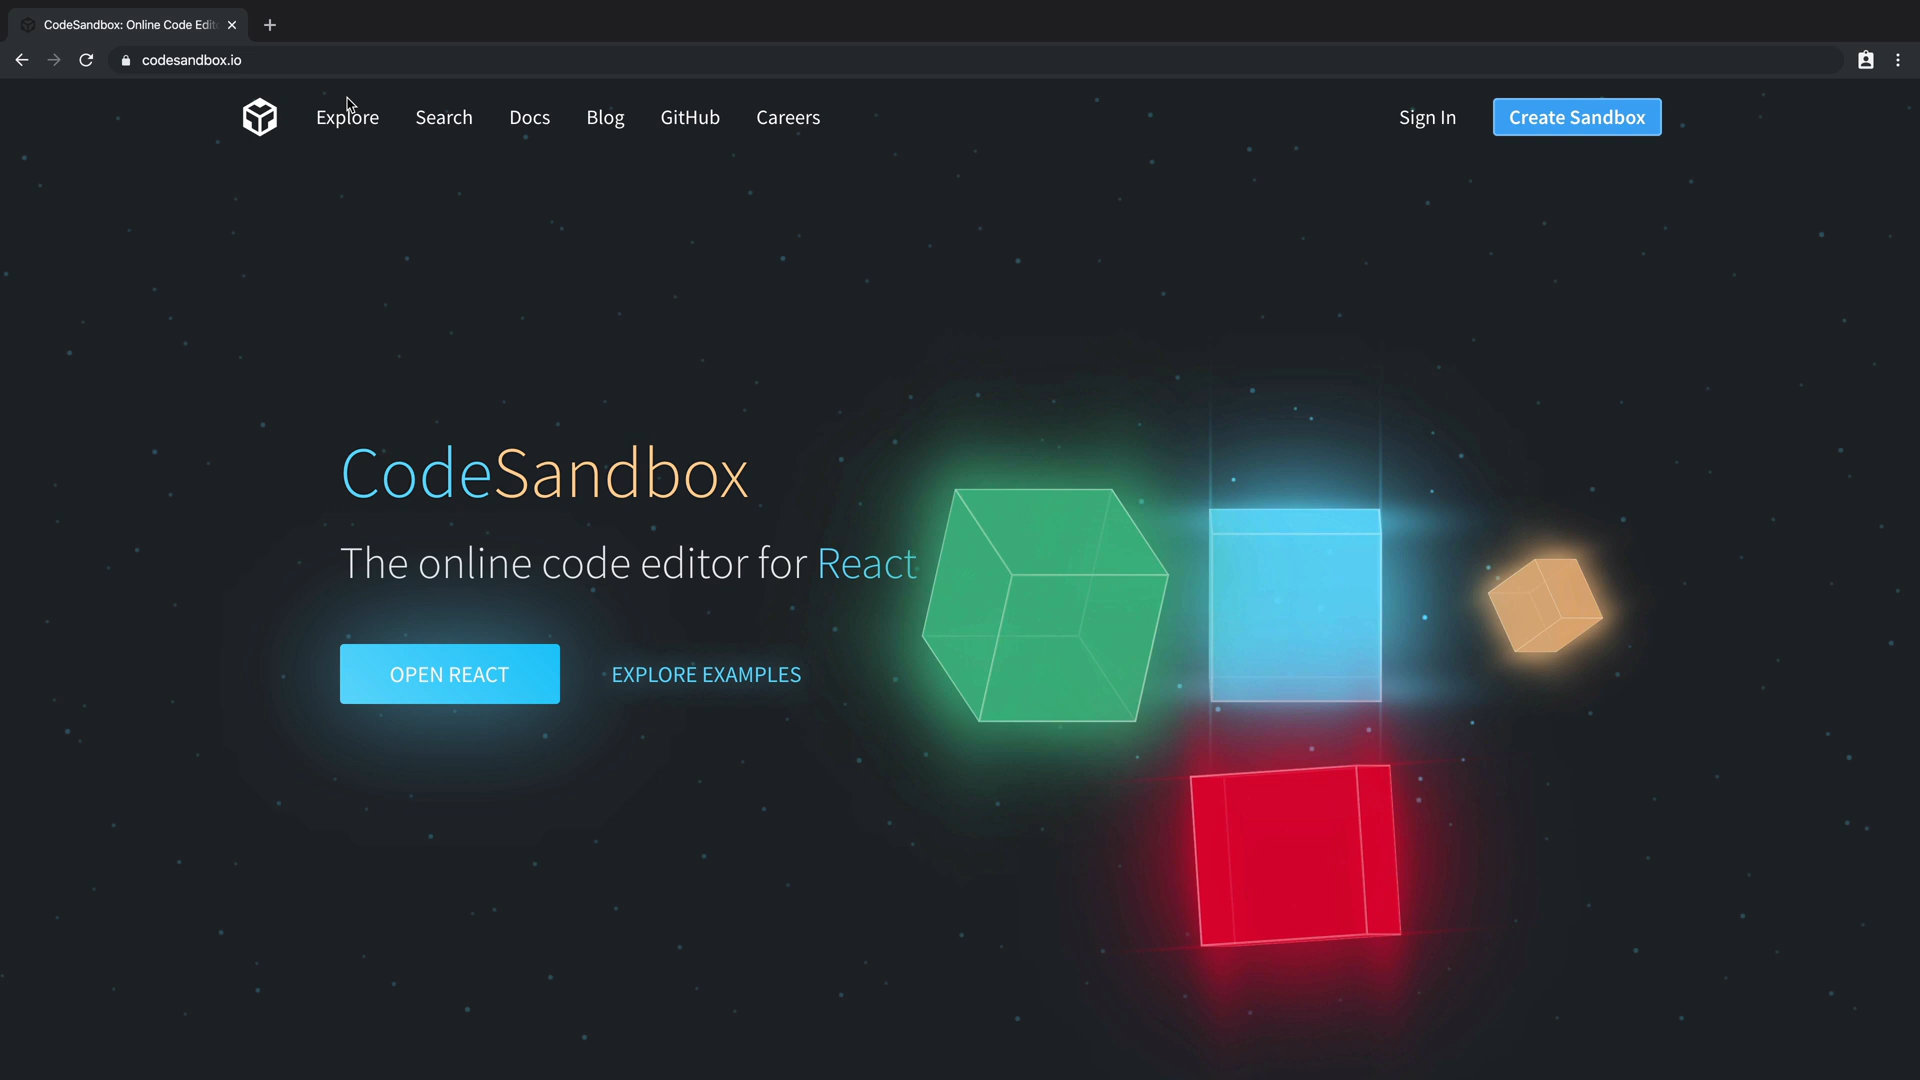 CodeSandbox: Online Code Edit
codesandbox.io
Explore Search Docs Blog GitHub Careers Sign In Create Sandbox
CodeSandbox
The online code editor for React
OPEN REACT EXPLORE EXAMPLES